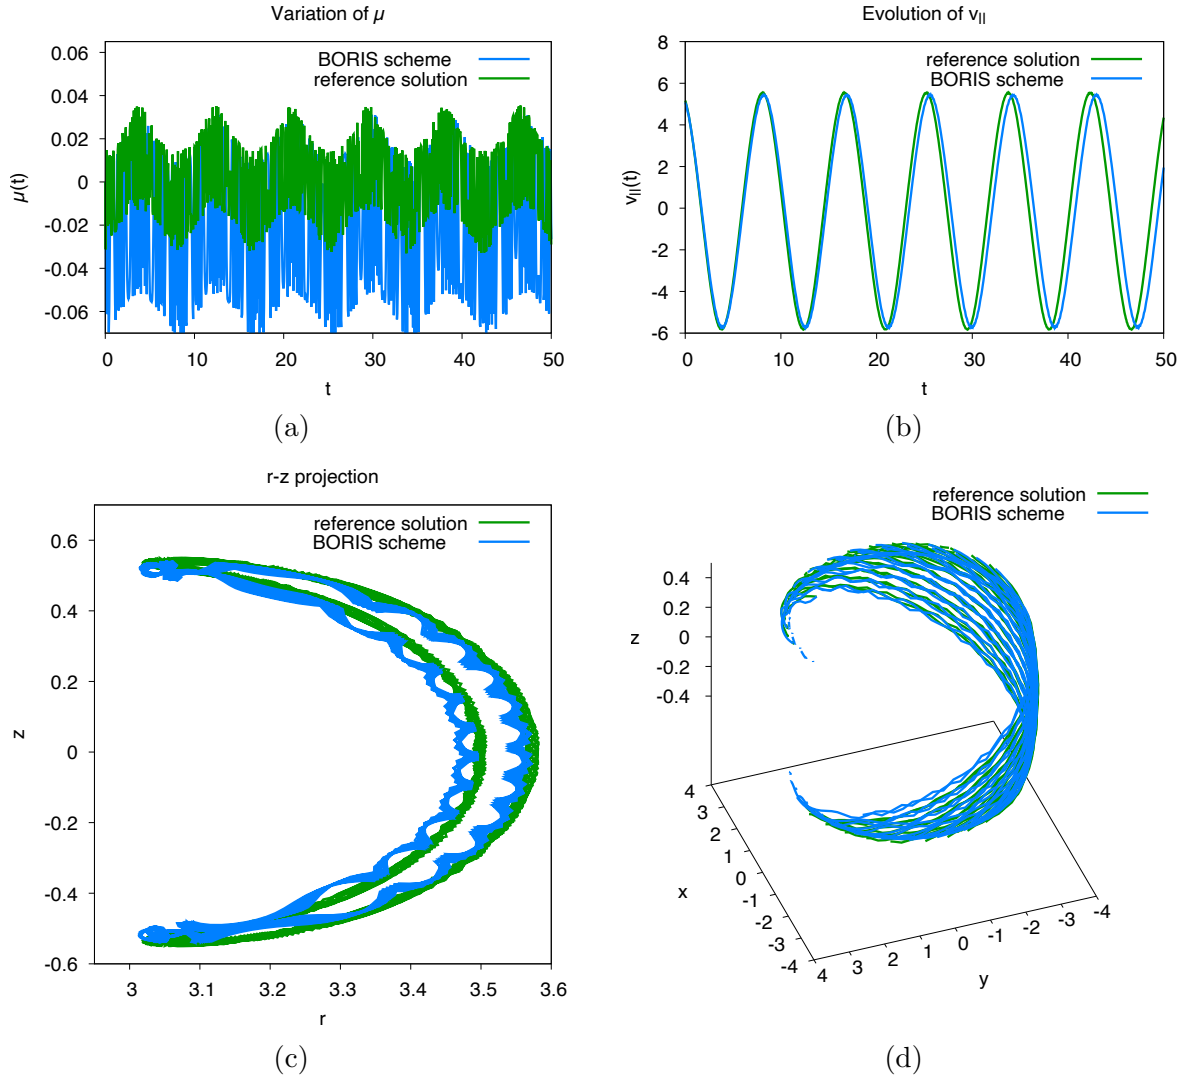 Variation of μ
BORIS scheme
reference solution
0.06
0.04
0.02
0
-0.02
-0.04
-0.06
μ(t)
0 10 20 30 40 50
t
(a)
Evolution of v||
reference solution
BORIS scheme
8
6
4
2
0
-2
-4
-6
v||(t)
0 10 20 30 40 50
t
(b)
r-z projection
reference solution
BORIS scheme
0.6
0.4
0.2
0
-0.2
-0.4
-0.6
z
3 3.1 3.2 3.3 3.4 3.5 3.6
r
(c)
reference solution
BORIS scheme
0.4
0.2
0
-0.2
-0.4
z
4
3
2
1
0
-1
-2
-3
-4
x
4 3 2 1 0 -1 -2 -3 -4
y
(d)